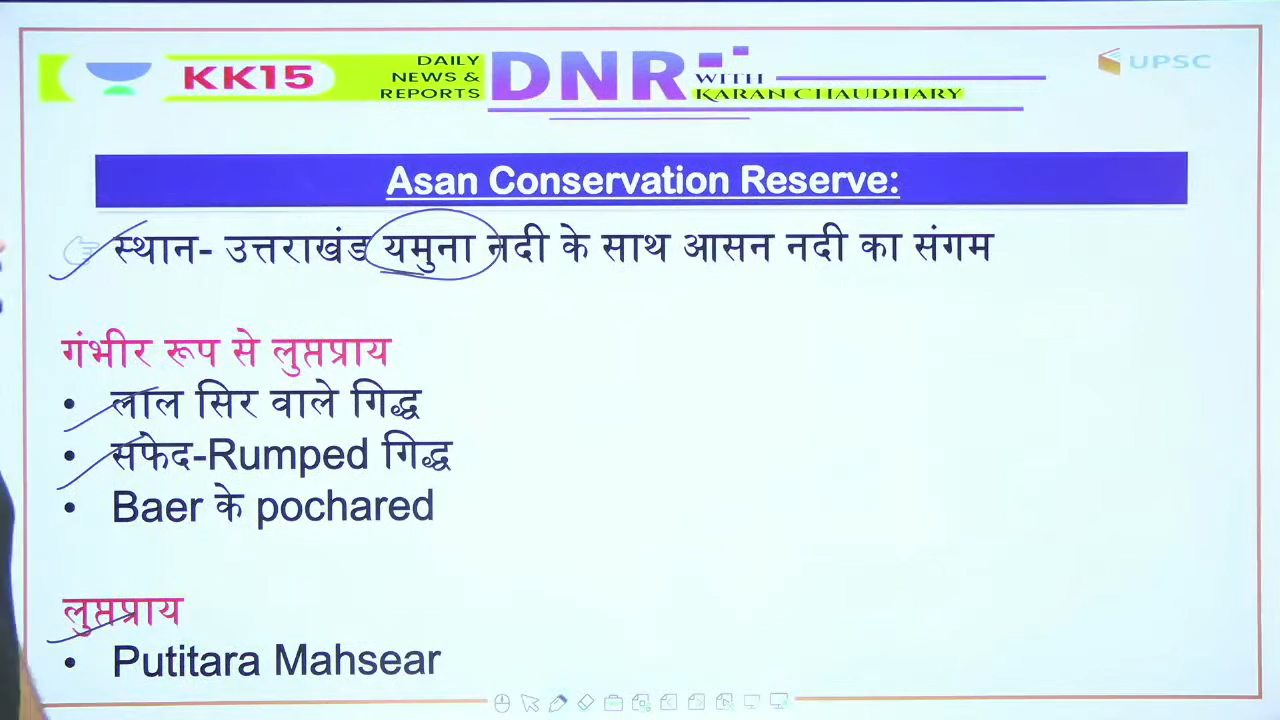 KK15
DAILY
NEWS &
REPORTS
DNR
WITH
KARAN CHAUDHARY
UPSC
Asan Conservation Reserve:
स्थान- उत्तराखंड यमुना नदी के साथ आसन नदी का संगम
गंभीर रूप से लुप्तप्राय
• लाल सिर वाले गिद्ध
• सफेद-Rumped गिद्ध
• Baer के pochared
लुप्तप्राय
• Putitara Mahsear